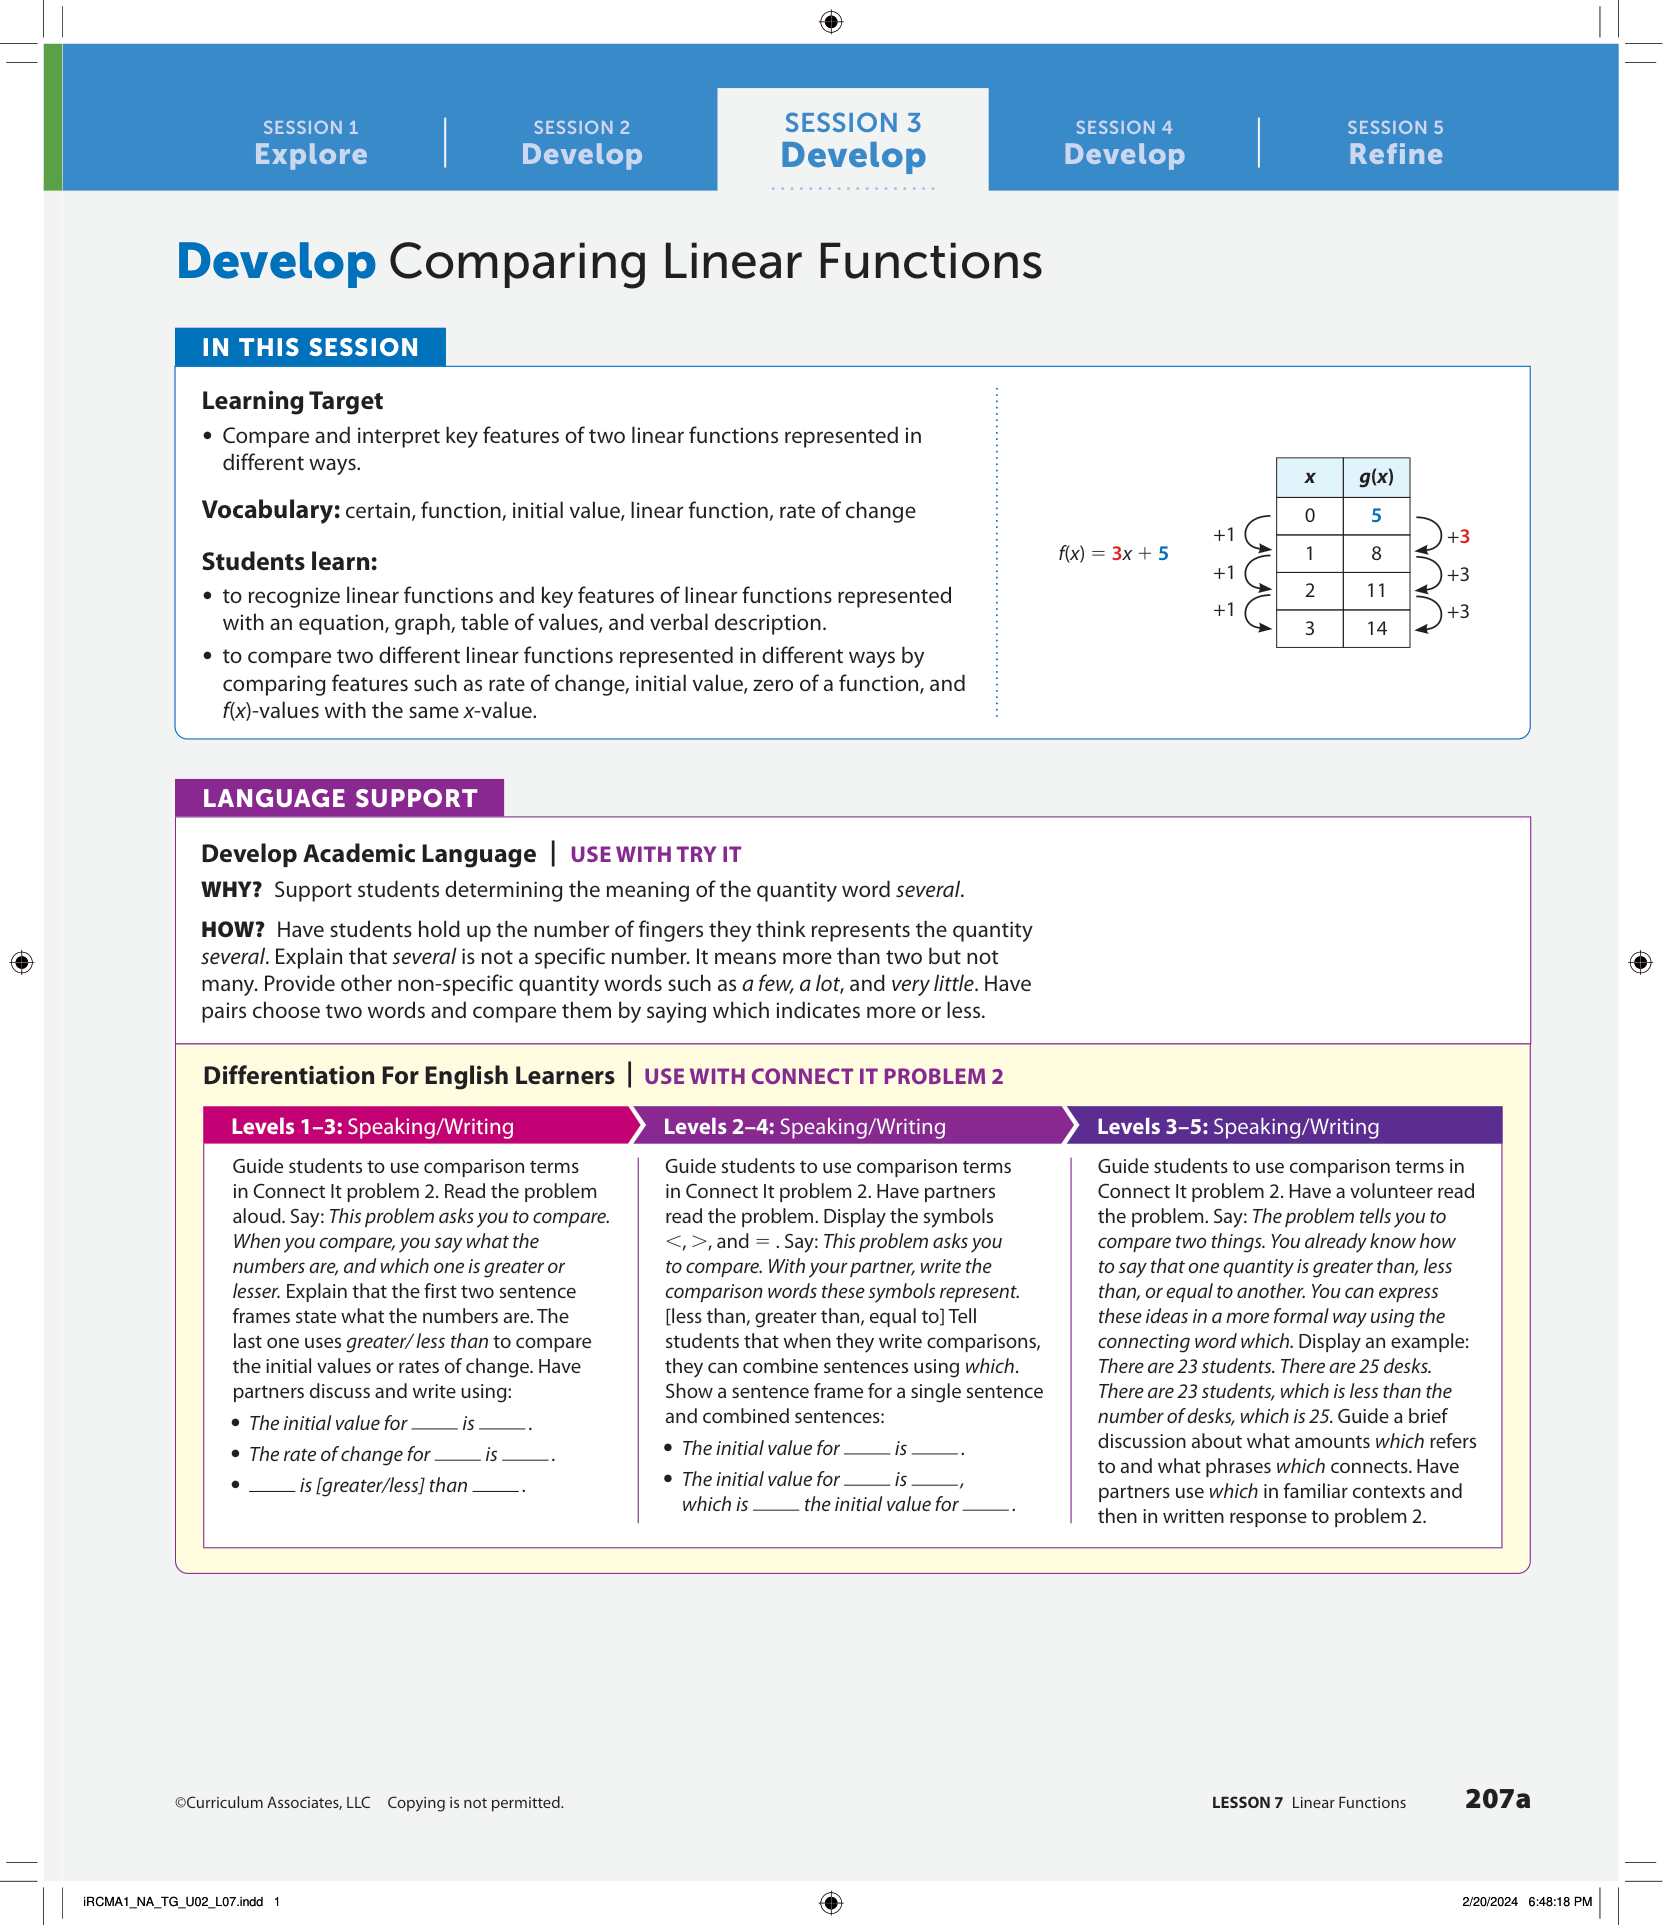 SESSION 1
Explore
SESSION 2
Develop
SESSION 3
Develop
SESSION 4
Develop
SESSION 5
Refine
Develop Comparing Linear Functions
IN THIS SESSION
Learning Target
• Compare and interpret key features of two linear functions represented in
different ways.
Vocabulary: certain, function, initial value, linear function, rate of change
Students learn:
• to recognize linear functions and key features of linear functions represented
with an equation, graph, table of values, and verbal description.
• to compare two different linear functions represented in different ways by
comparing features such as rate of change, initial value, zero of a function, and
f(x)-values with the same x-value.
f(x) = 3x + 5
x g(x)
0 5
1 8
2 11
3 14
+1
+1
+1
+3
+3
+3
LANGUAGE SUPPORT
Develop Academic Language | USE WITH TRY IT
WHY? Support students determining the meaning of the quantity word several.
HOW? Have students hold up the number of fingers they think represents the quantity
several. Explain that several is not a specific number. It means more than two but not
many. Provide other non-specific quantity words such as a few, a lot, and very little. Have
pairs choose two words and compare them by saying which indicates more or less.
Differentiation For English Learners | USE WITH CONNECT IT PROBLEM 2
Levels 1–3: Speaking/Writing
Guide students to use comparison terms
in Connect It problem 2. Read the problem
aloud. Say: This problem asks you to compare.
When you compare, you say what the
numbers are, and which one is greater or
lesser. Explain that the first two sentence
frames state what the numbers are. The
last one uses greater/ less than to compare
the initial values or rates of change. Have
partners discuss and write using:
• The initial value for _____ is _____ .
• The rate of change for _____ is _____ .
• _____ is [greater/less] than _____ .
Levels 2–4: Speaking/Writing
Guide students to use comparison terms
in Connect It problem 2. Have partners
read the problem. Display the symbols
<, >, and = . Say: This problem asks you
to compare. With your partner, write the
comparison words these symbols represent.
[less than, greater than, equal to] Tell
students that when they write comparisons,
they can combine sentences using which.
Show a sentence frame for a single sentence
and combined sentences:
• The initial value for _____ is _____ .
• The initial value for _____ is _____ ,
which is _____ the initial value for _____ .
Levels 3–5: Speaking/Writing
Guide students to use comparison terms in
Connect It problem 2. Have a volunteer read
the problem. Say: The problem tells you to
compare two things. You already know how
to say that one quantity is greater than, less
than, or equal to another. You can express
these ideas in a more formal way using the
connecting word which. Display an example:
There are 23 students. There are 25 desks.
There are 23 students, which is less than the
number of desks, which is 25. Guide a brief
discussion about what amounts which refers
to and what phrases which connects. Have
partners use which in familiar contexts and
then in written response to problem 2.
©Curriculum Associates, LLC Copying is not permitted.
LESSON 7 Linear Functions 207a
iRCMA1_NA_TG_U02_L07.indd 1
2/20/2024 6:48:18 PM